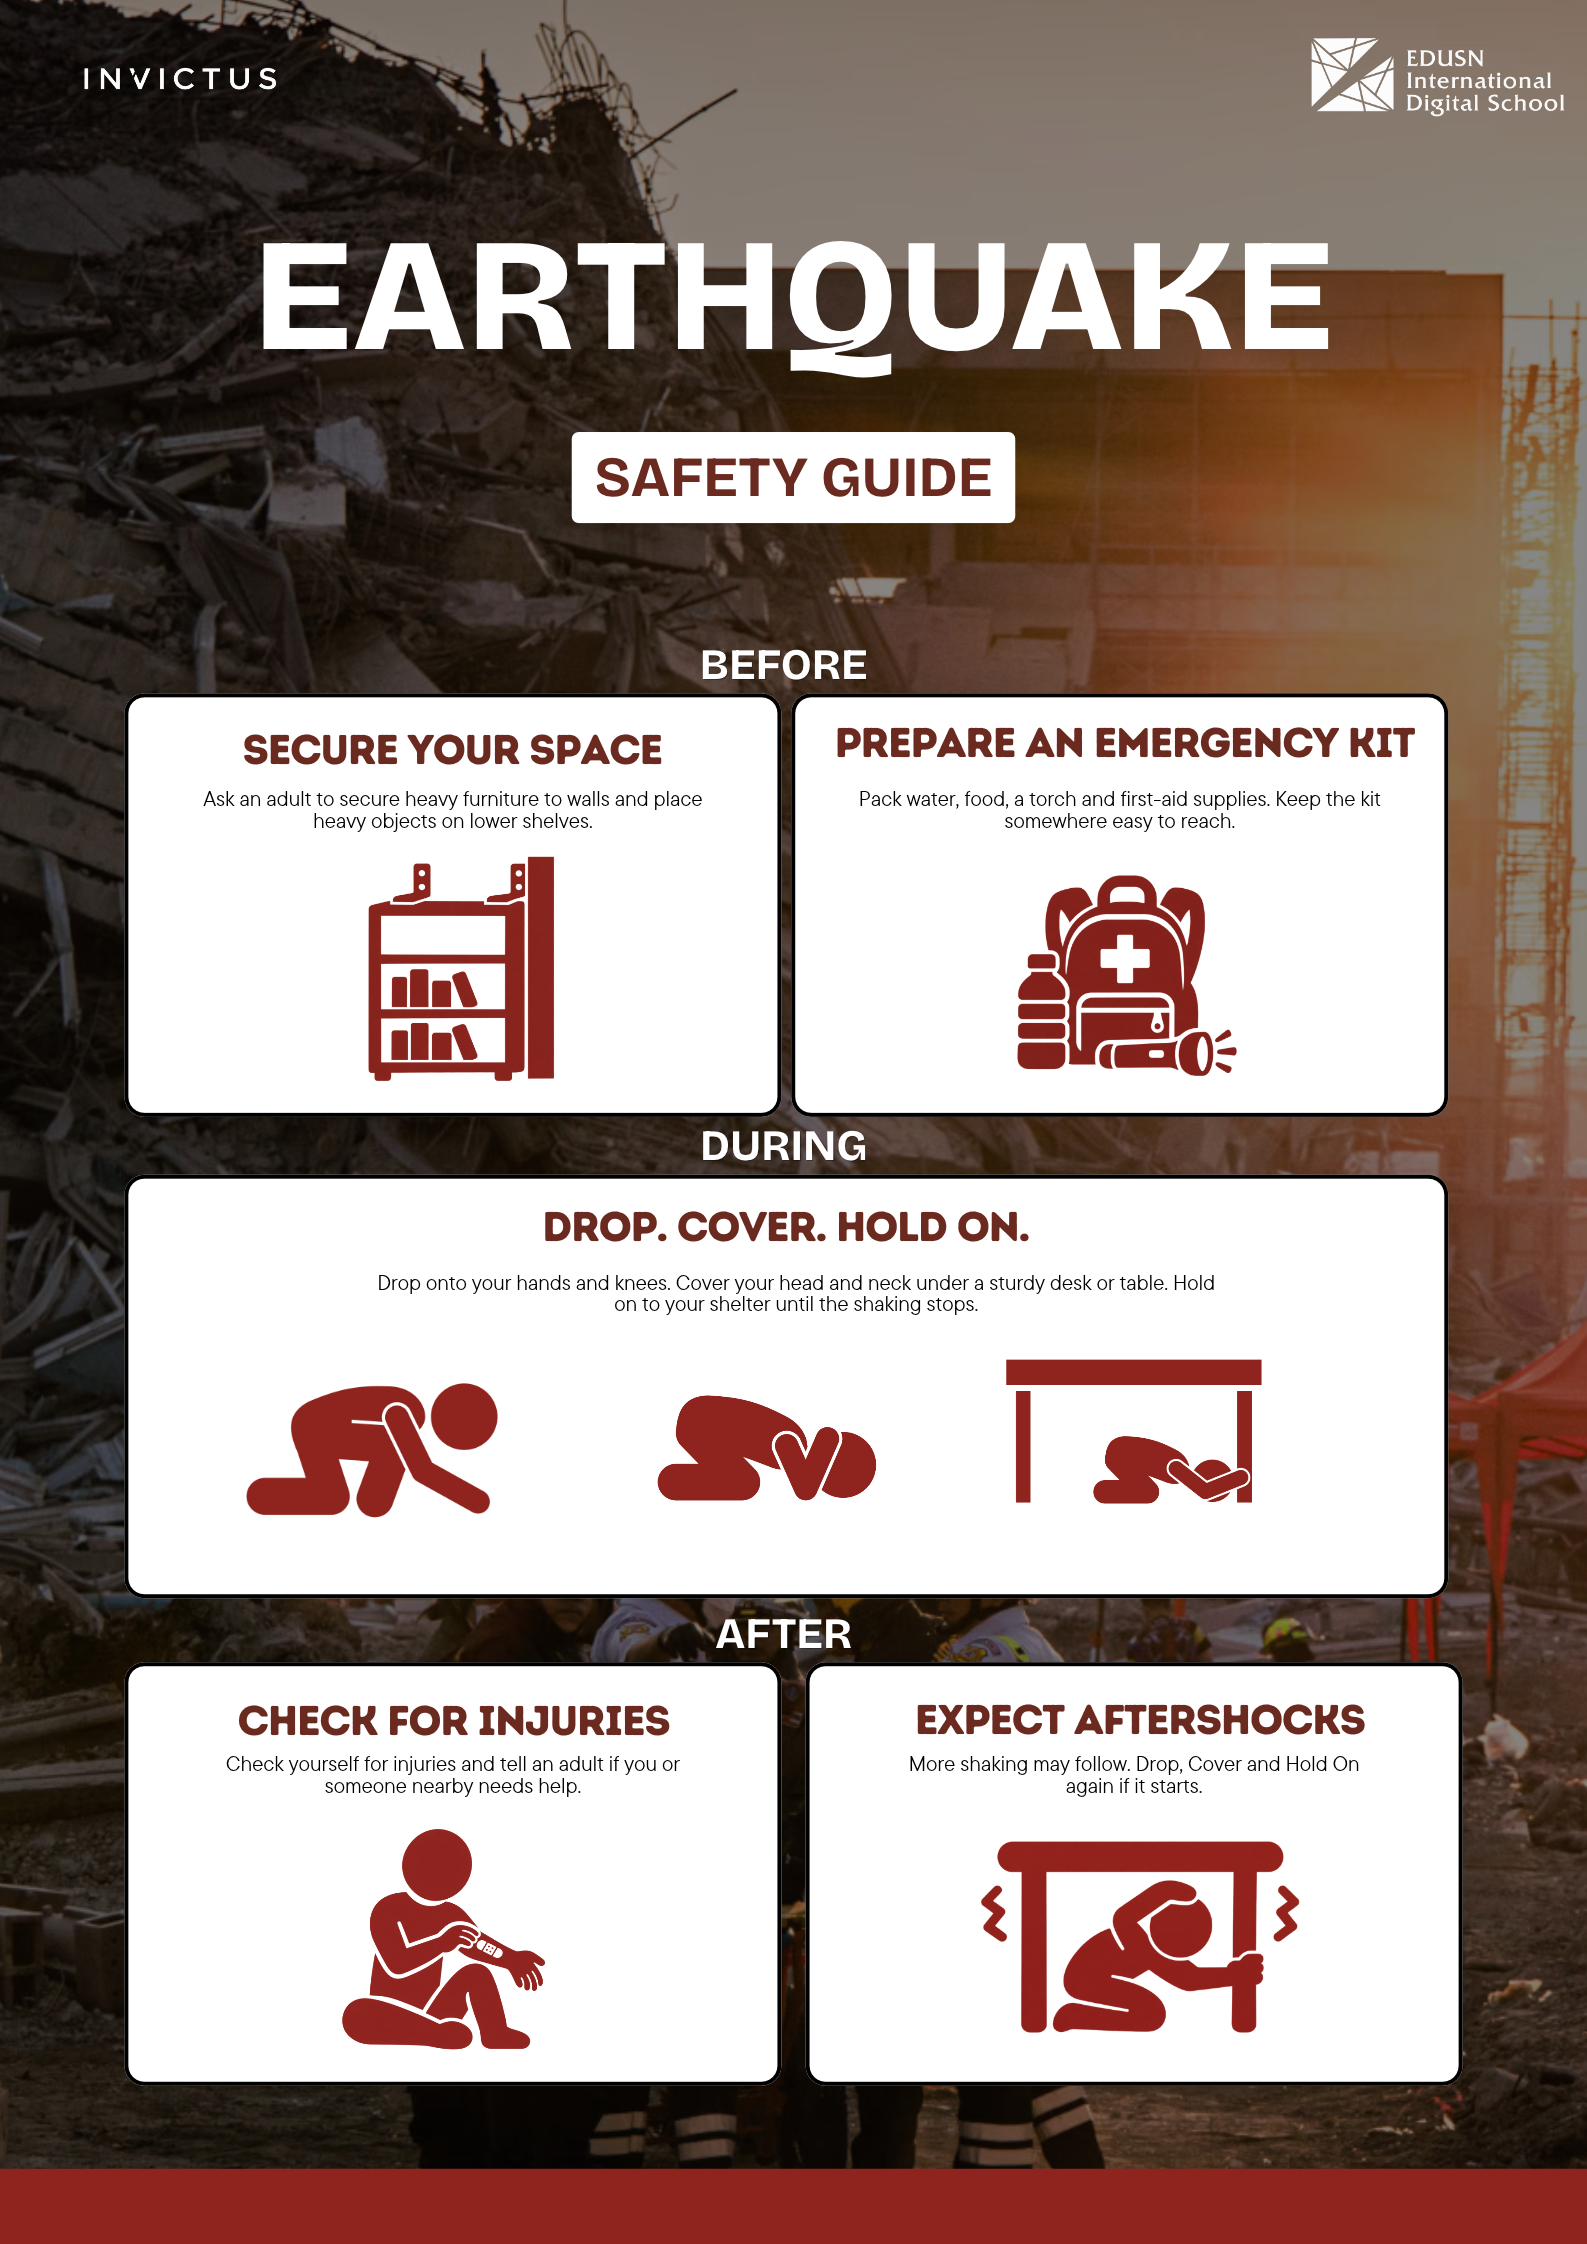 INVICTUS
EDUSN
International
Digital School
EARTHQUAKE
SAFETY GUIDE
BEFORE
SECURE YOUR SPACE
Ask an adult to secure heavy furniture to walls and place
heavy objects on lower shelves.
PREPARE AN EMERGENCY KIT
Pack water, food, a torch and first-aid supplies. Keep the kit
somewhere easy to reach.
DURING
DROP. COVER. HOLD ON.
Drop onto your hands and knees. Cover your head and neck under a sturdy desk or table. Hold
on to your shelter until the shaking stops.
AFTER
CHECK FOR INJURIES
Check yourself for injuries and tell an adult if you or
someone nearby needs help.
EXPECT AFTERSHOCKS
More shaking may follow. Drop, Cover and Hold On
again if it starts.